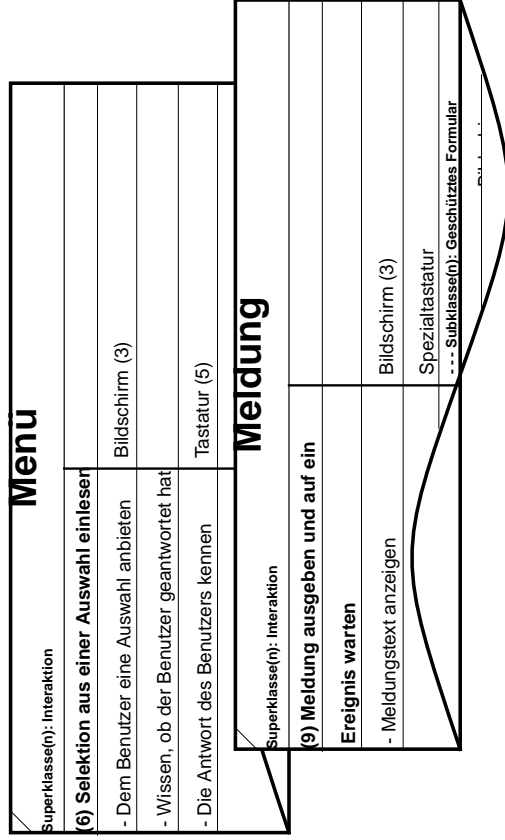 Menü
Superklasse(n): Interaktion
(6) Selektion aus einer Auswahl einlesen
- Dem Benutzer eine Auswahl anbieten Bildschirm (3)
- Wissen, ob der Benutzer geantwortet hat
- Die Antwort des Benutzers kennen Tastatur (5)
Meldung
Superklasse(n): Interaktion
(9) Meldung ausgeben und auf ein
Ereignis warten
- Meldungstext anzeigen Bildschirm (3)
Spezialtastatur
- - - Subklasse(n): Geschütztes Formular